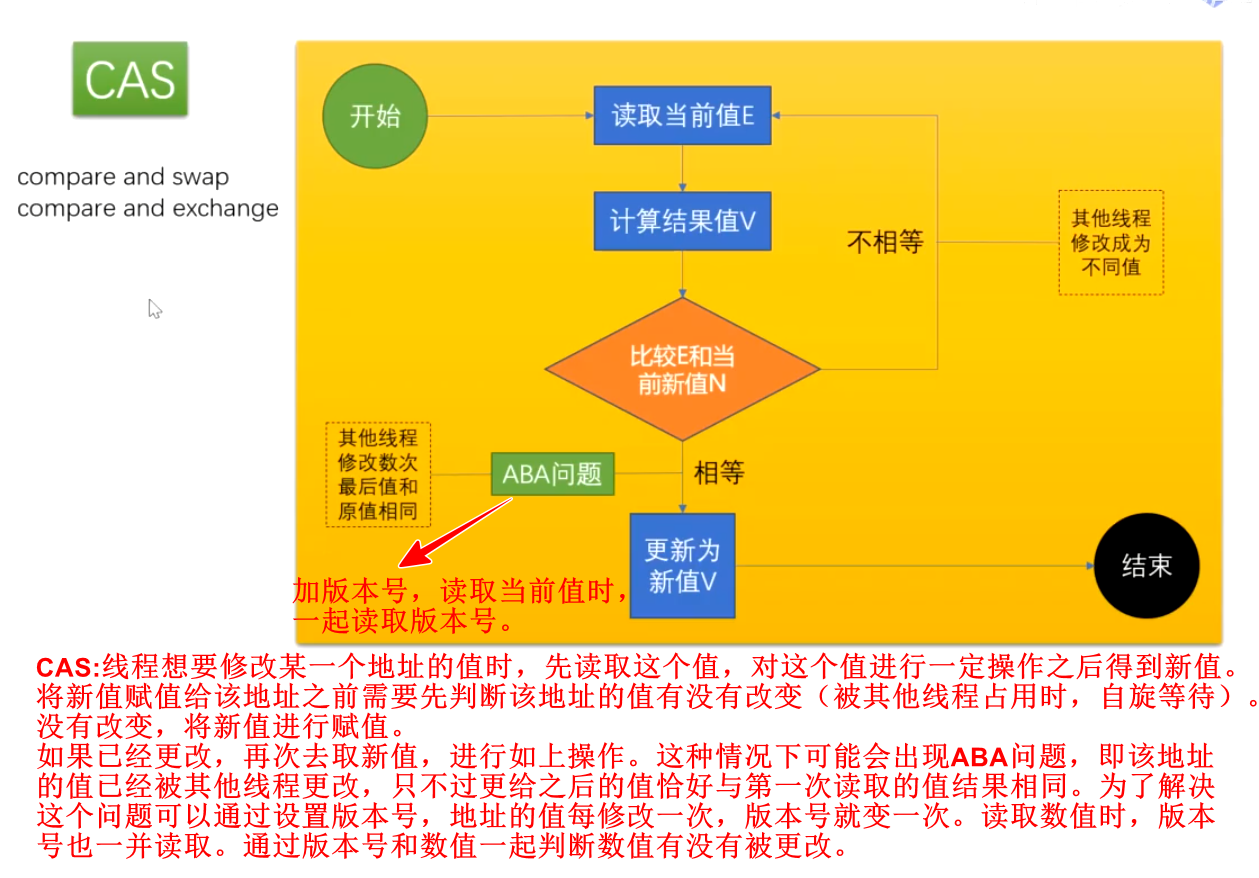 CAS
compare and swap
compare and exchange
开始
读取当前值E
计算结果值V
不相等
其他线程
修改成为
不同值
比较E和当
前新值N
其他线程
修改数次
最后值和
原值相同
ABA问题
相等
更新为
新值V
结束
加版本号，读取当前值时，
一起读取版本号。
CAS:线程想要修改某一个地址的值时，先读取这个值，对这个值进行一定操作之后得到新值。
将新值赋值给该地址之前需要先判断该地址的值有没有改变（被其他线程占用时，自旋等待）。
没有改变，将新值进行赋值。
如果已经更改，再次去取新值，进行如上操作。这种情况下可能会出现ABA问题，即该地址
的值已经被其他线程更改，只不过更给之后的值恰好与第一次读取的值结果相同。为了解决
这个问题可以通过设置版本号，地址的值每修改一次，版本号就变一次。读取数值时，版本
号也一并读取。通过版本号和数值一起判断数值有没有被更改。